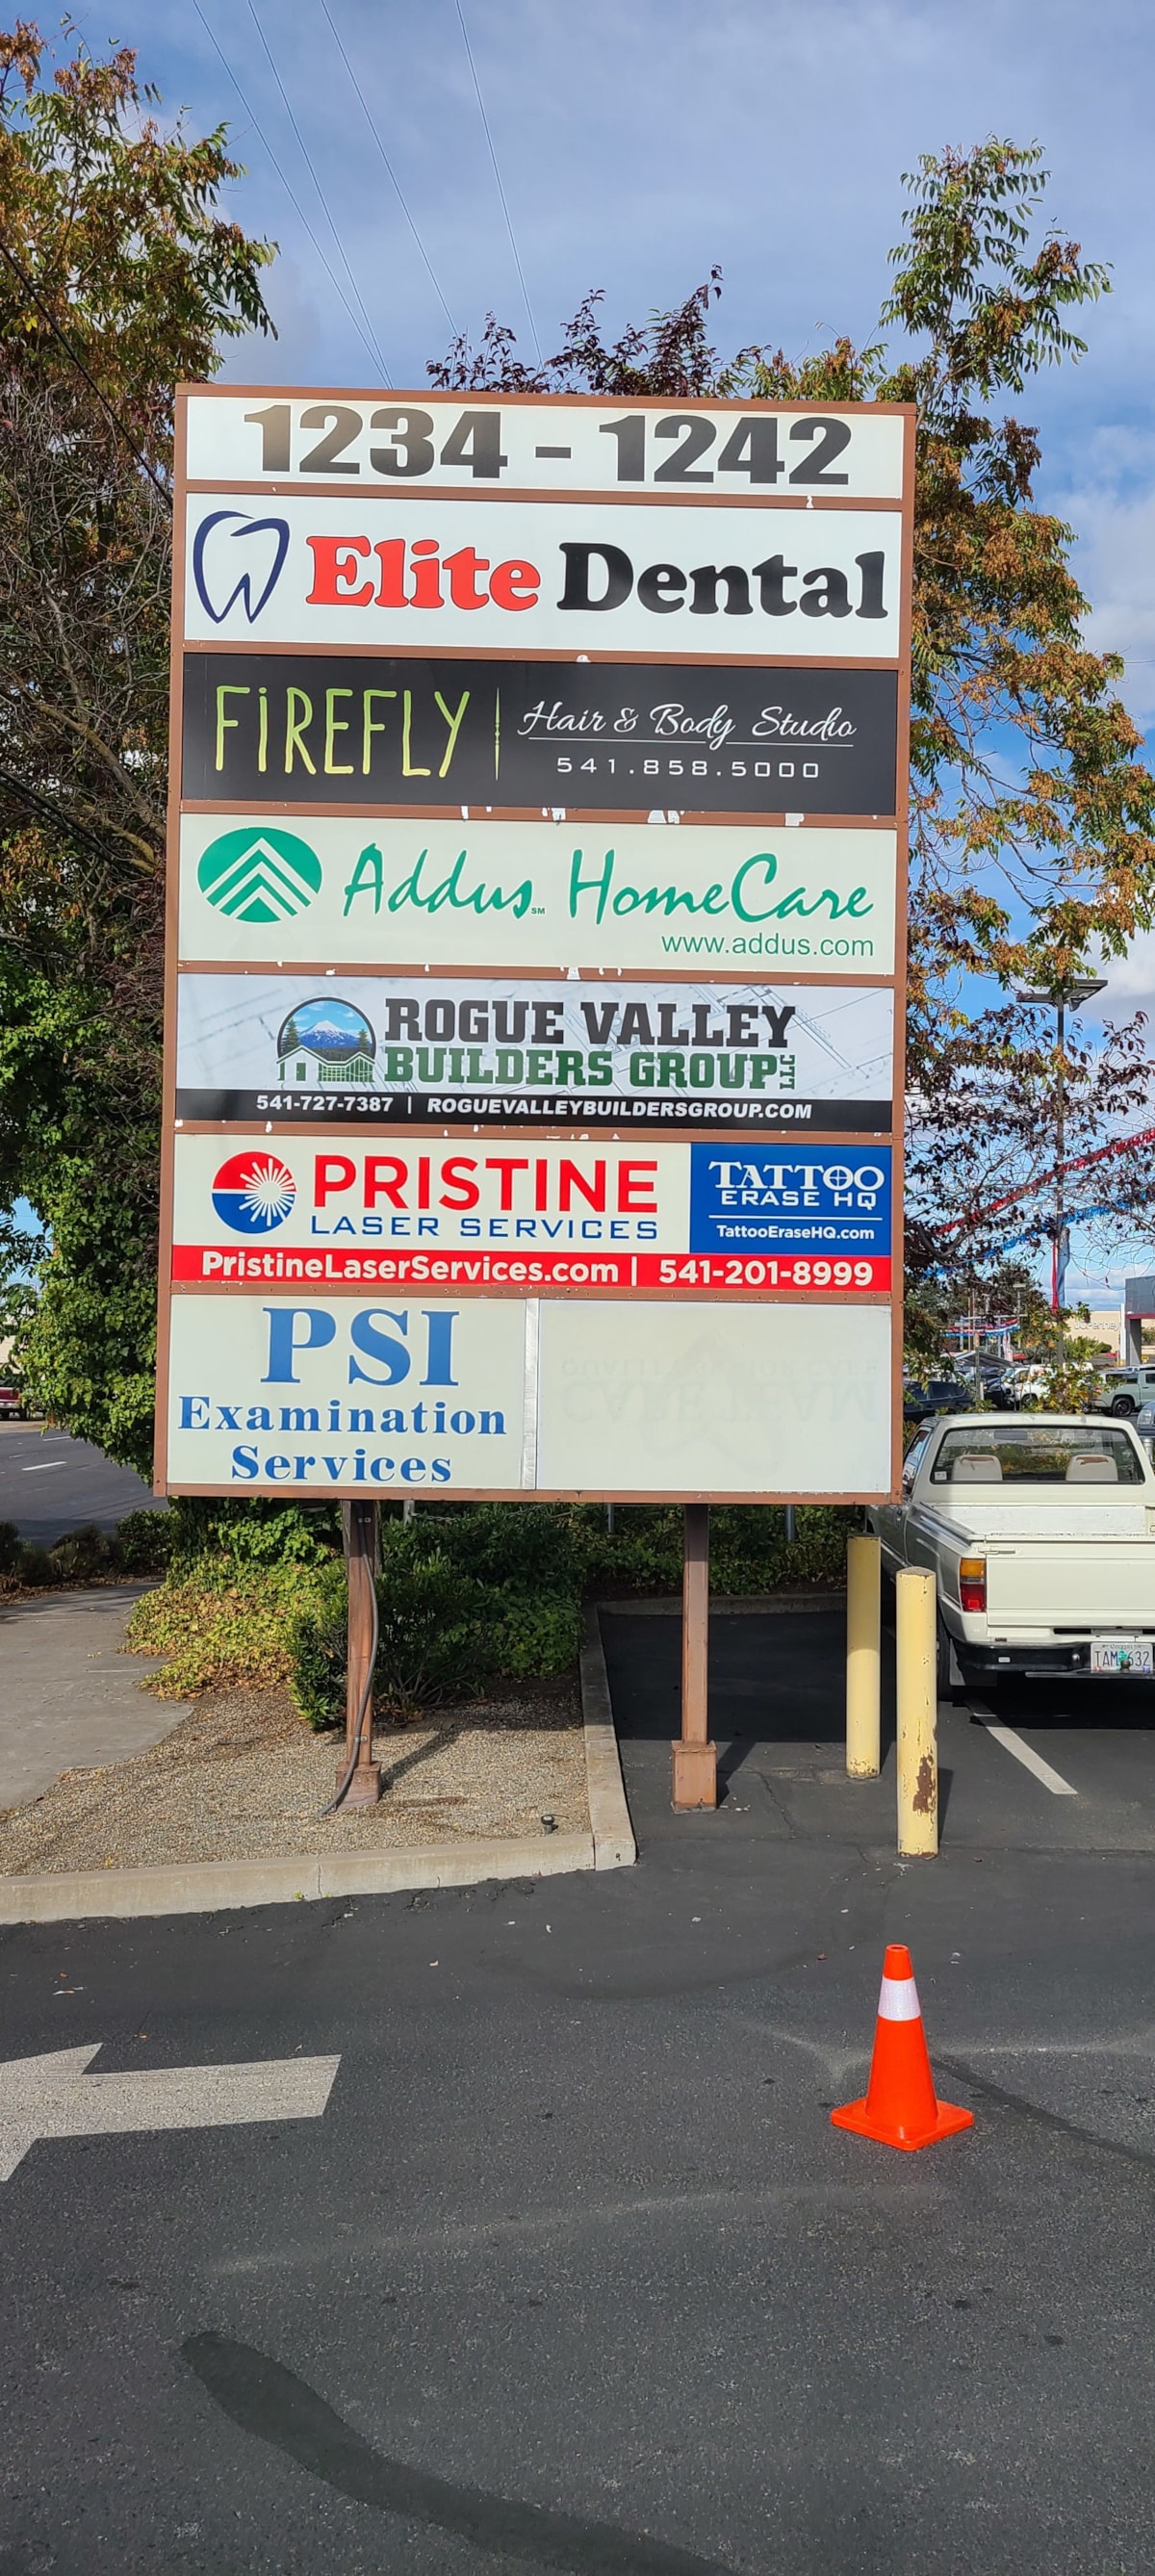 1234 - 1242
Elite Dental
FiREFLY
Hair & Body Studio
541.858.5000
Addus SM HomeCare
www.addus.com
ROGUE VALLEY
BUILDERS GROUP LLC
541-727-7387 | ROGUEVALLEYBUILDERSGROUP.COM
PRISTINE
LASER SERVICES
TATTOO
ERASE HQ
TattooEraseHQ.com
PristineLaserServices.com | 541-201-8999
PSI
Examination
Services